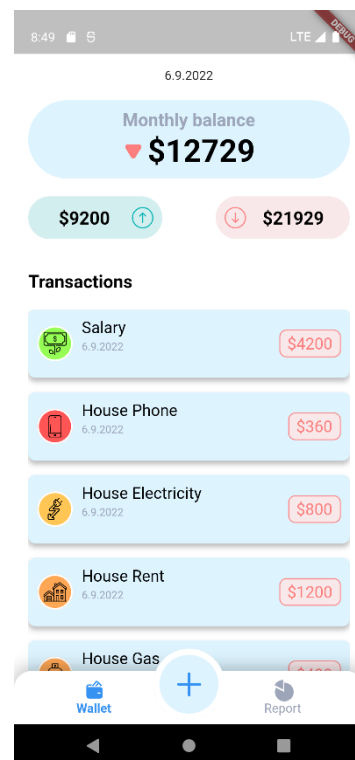 8:49
LTE
DEBUG
6.9.2022
Monthly balance
$12729
$9200
$21929
Transactions
Salary
6.9.2022
$4200
House Phone
6.9.2022
$360
House Electricity
6.9.2022
$800
House Rent
6.9.2022
$1200
House Gas
Wallet
Report